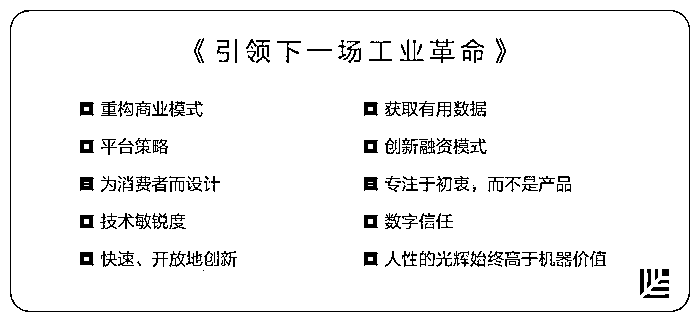 《引领下一场工业革命》
重构商业模式
平台策略
为消费者而设计
技术敏锐度
快速、开放地创新
获取有用数据
创新融资模式
专注于初衷，而不是产品
数字信任
人性的光辉始终高于机器价值